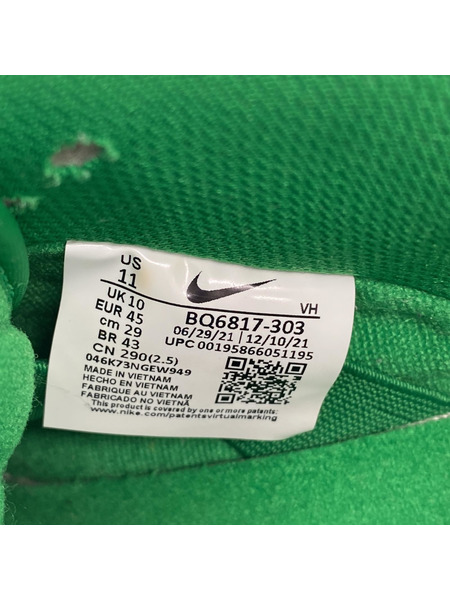 US
11
UK 10
EUR 45
cm 29
BR 43
CN 290(2.5)
046K73NGEW949
MADE IN VIETNAM
HECHO EN VIETNAM
FABRIQUE AU VIETNAM
FABRICADO NO VIETNÃ
VH
BQ6817-303
06/29/21 | 12/10/21
UPC 00195866051195
This product is covered by one or more patents:
www.nike.com/patentsvirtualmarking